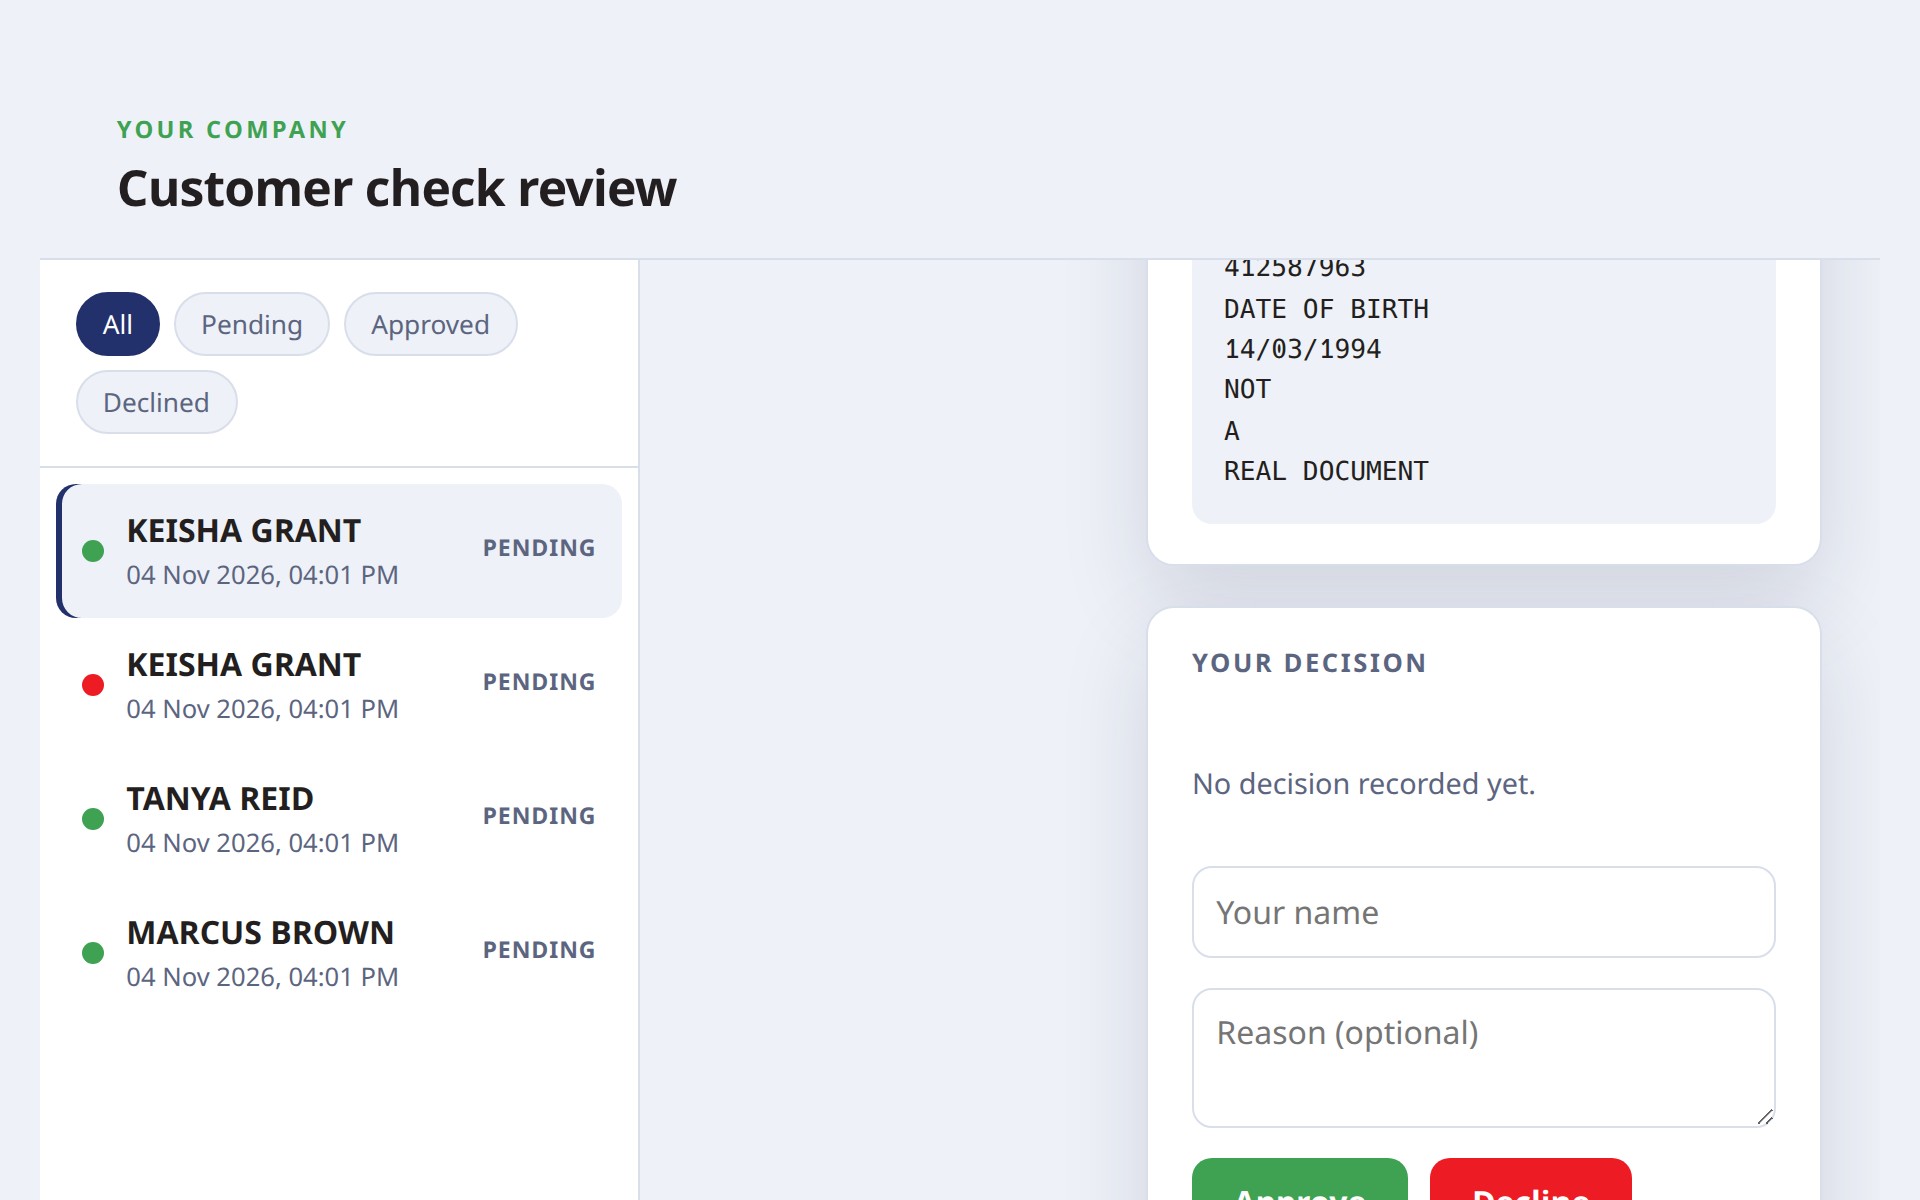 YOUR COMPANY
Customer check review
All
Pending
Approved
Declined
KEISHA GRANT
04 Nov 2026, 04:01 PM
PENDING
KEISHA GRANT
04 Nov 2026, 04:01 PM
PENDING
TANYA REID
04 Nov 2026, 04:01 PM
PENDING
MARCUS BROWN
04 Nov 2026, 04:01 PM
PENDING
412587963
DATE OF BIRTH
14/03/1994
NOT
A
REAL DOCUMENT
YOUR DECISION
No decision recorded yet.
Your name
Reason (optional)
Approve
Decline